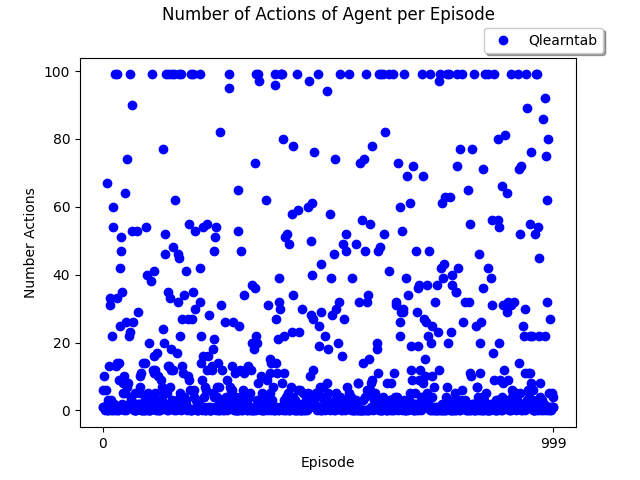 Number of Actions of Agent per Episode
Qlearntab
100
80
60
40
20
0
Number Actions
0 999
Episode